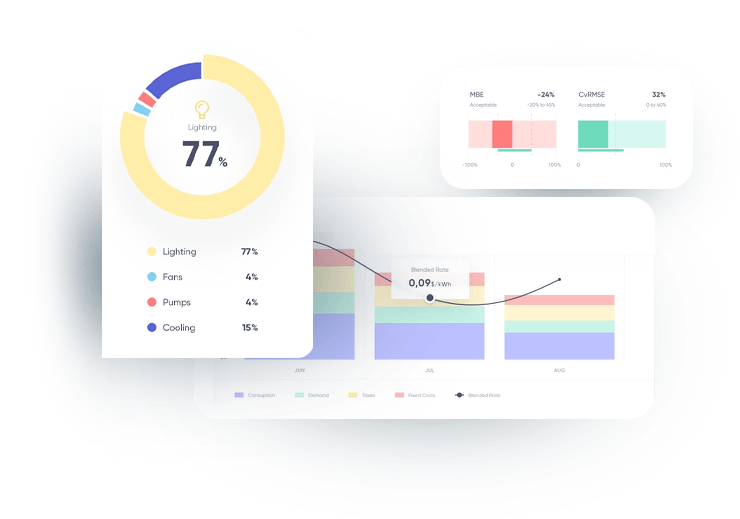 Lighting
77%
Lighting 77%
Fans 4%
Pumps 4%
Cooling 15%
MBE -24%
Acceptable -20% to 45%
-100% 0 100%
CvRMSE 32%
Acceptable 0 to 40%
0 100%
Blended Rate
0,09$/kWh
JUN JUL AUG
Consuption Demand Taxes Fixed Costs Blended Rate